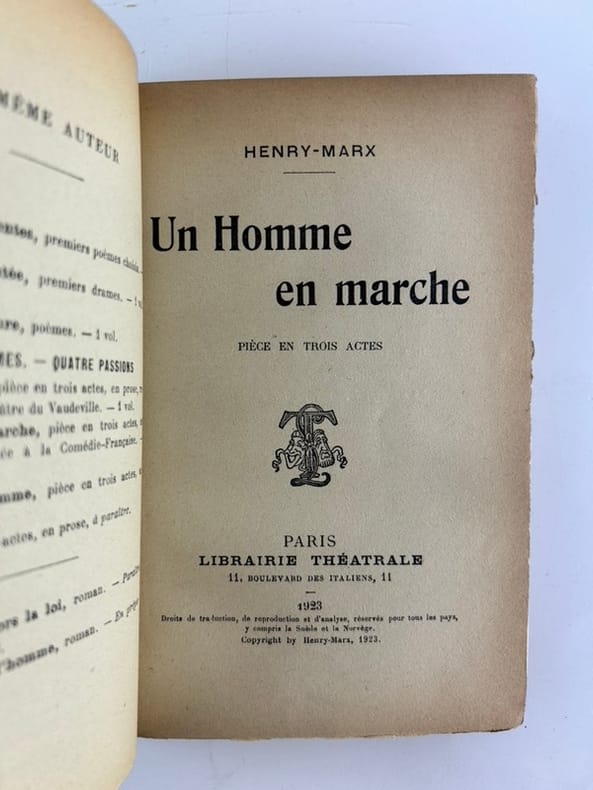 MÊME AUTEUR
premiers poèmes
premiers drames. — 1
poèmes. — 1 vol.
— QUATRE PASSIONS
pièce en trois actes, en prose,
du Vaudeville. — 1 vol.
pièce en trois actes,
à la Comédie-Française. —
pièce en trois actes,
en prose, à paraître.
la loi, roman. —
l'homme, roman. — En
HENRY-MARX
Un Homme
en marche
PIÈCE EN TROIS ACTES
PARIS
LIBRAIRIE THÉATRALE
11, BOULEVARD DES ITALIENS, 11
1923
Droits de traduction, de reproduction et d'analyse, réservés pour tous les pays,
y compris la Suède et la Norvège.
Copyright by Henry-Marx, 1923.